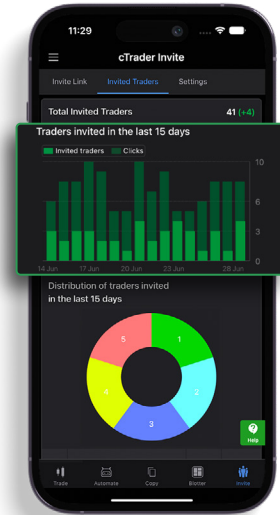 11:29
cTrader Invite
Invite Link Invited Traders Settings
Total Invited Traders 41 (+4)
Traders invited in the last 15 days
Invited traders Clicks
10
6
3
0
14 Jun 17 Jun 20 Jun 23 Jun 28 Jun
Distribution of traders invited
in the last 15 days
5 1
4 2
3
Help
Trade Automate Copy Blotter Invite